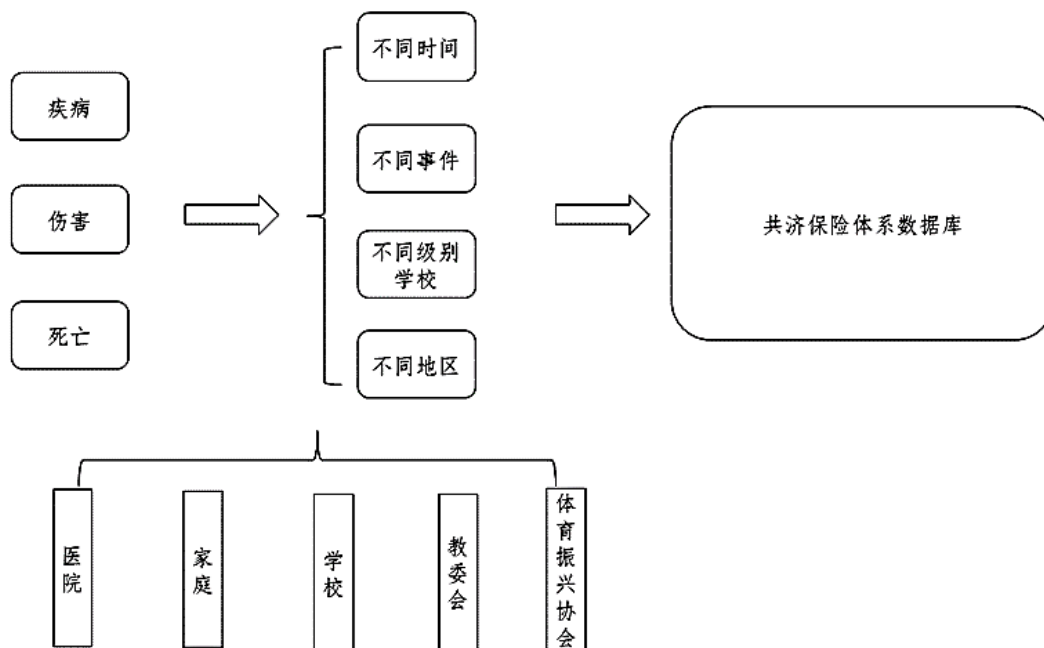 疾病
伤害
死亡
不同时间
不同事件
不同级别
学校
不同地区
共济保险体系数据库
医院
家庭
学校
教委会
体育振兴协会